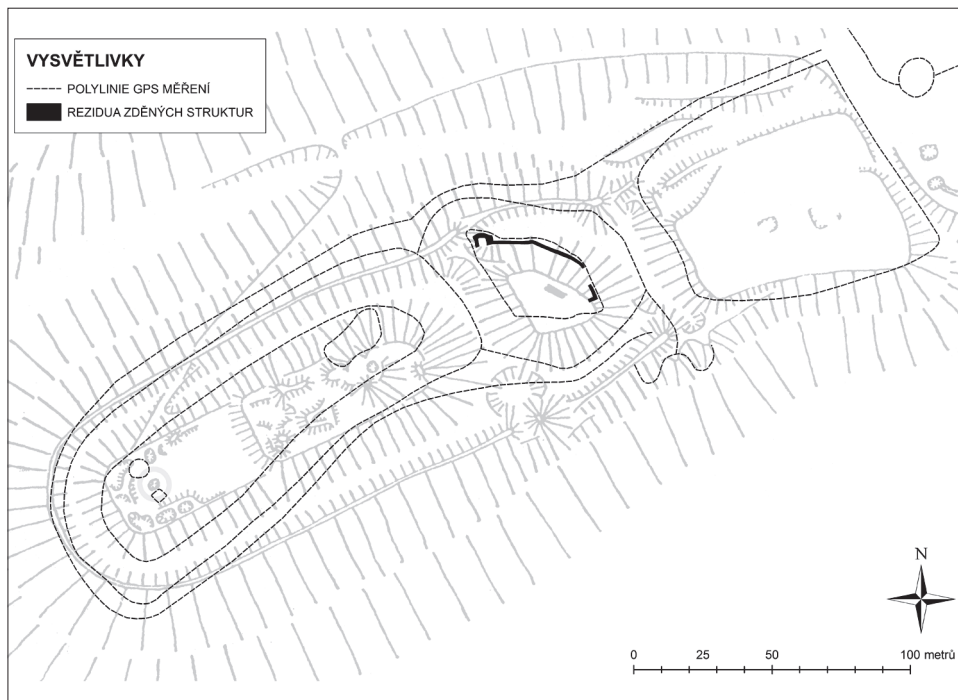 VYSVĚTLIVKY
POLYLINIE GPS MĚŘENÍ
REZIDUA ZDĚNÝCH STRUKTUR
N
0 25 50 100 metrů